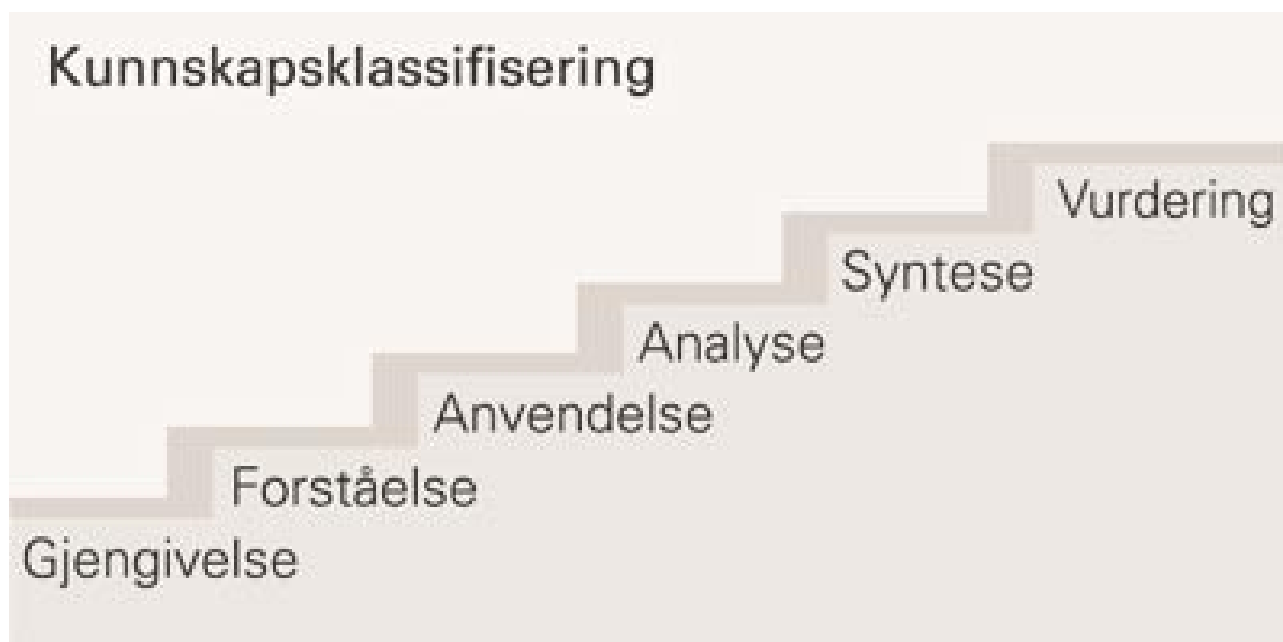 Kunnskapsklassifisering
Vurdering
Syntese
Analyse
Anvendelse
Forståelse
Gjengivelse